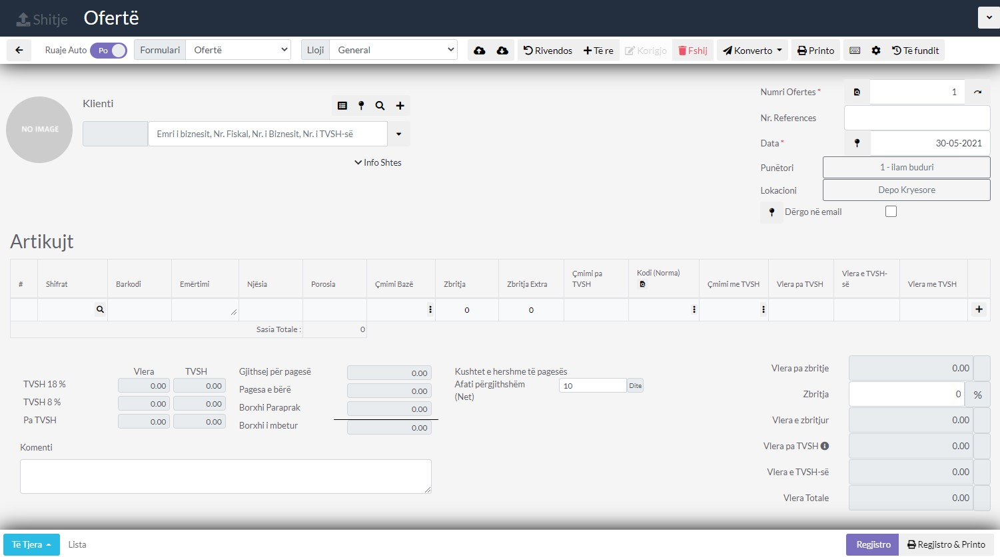 Shitje Ofertë
Ruaje Auto Po Formulari Ofertë Lloji General Rivendos Të re Korigjo Fshij Konverto Printo Të fundit
NO IMAGE
Klienti
Emri i biznesit, Nr. Fiskal, Nr. i Biznesit, Nr. i TVSH-së
Info Shtes
Numri Ofertes * 1
Nr. References
Data * 30-05-2021
Punëtori 1 - ilam buduri
Lokacioni Depo Kryesore
Dërgo në email
Artikujt
# Shifrat Barkodi Emërtimi Njësia Porosia Çmimi Bazë Zbritja Zbritja Extra Çmimi pa TVSH Kodi (Norma) Çmimi me TVSH Vlera pa TVSH Vlera e TVSH-së Vlera me TVSH
0 0
Sasia Totale : 0
Vlera TVSH
TVSH 18 % 0.00 0.00
TVSH 8 % 0.00 0.00
Pa TVSH 0.00 0.00
Gjithsej për pagesë 0.00
Pagesa e bërë 0.00
Borxhi Paraprak 0.00
Borxhi i mbetur 0.00
Kushtet e hershme të pagesës
Afati përgjithshëm (Net) 10 Dite
Vlera pa zbritje 0.00
Zbritja 0 %
Vlera e zbritjur 0.00
Vlera pa TVSH 0.00
Vlera e TVSH-së 0.00
Vlera Totale 0.00
Komenti
Të Tjera Lista Regjistro Regjistro & Printo